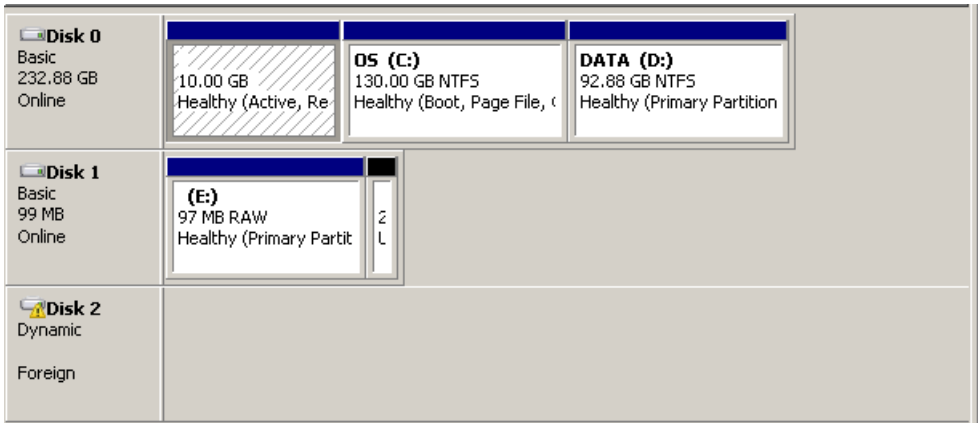 Disk 0
Basic
232.88 GB
Online
10.00 GB
Healthy (Active, Re
OS (C:)
130.00 GB NTFS
Healthy (Boot, Page File,
DATA (D:)
92.88 GB NTFS
Healthy (Primary Partition
Disk 1
Basic
99 MB
Online
(E:)
97 MB RAW
Healthy (Primary Partit
2
Disk 2
Dynamic
Foreign